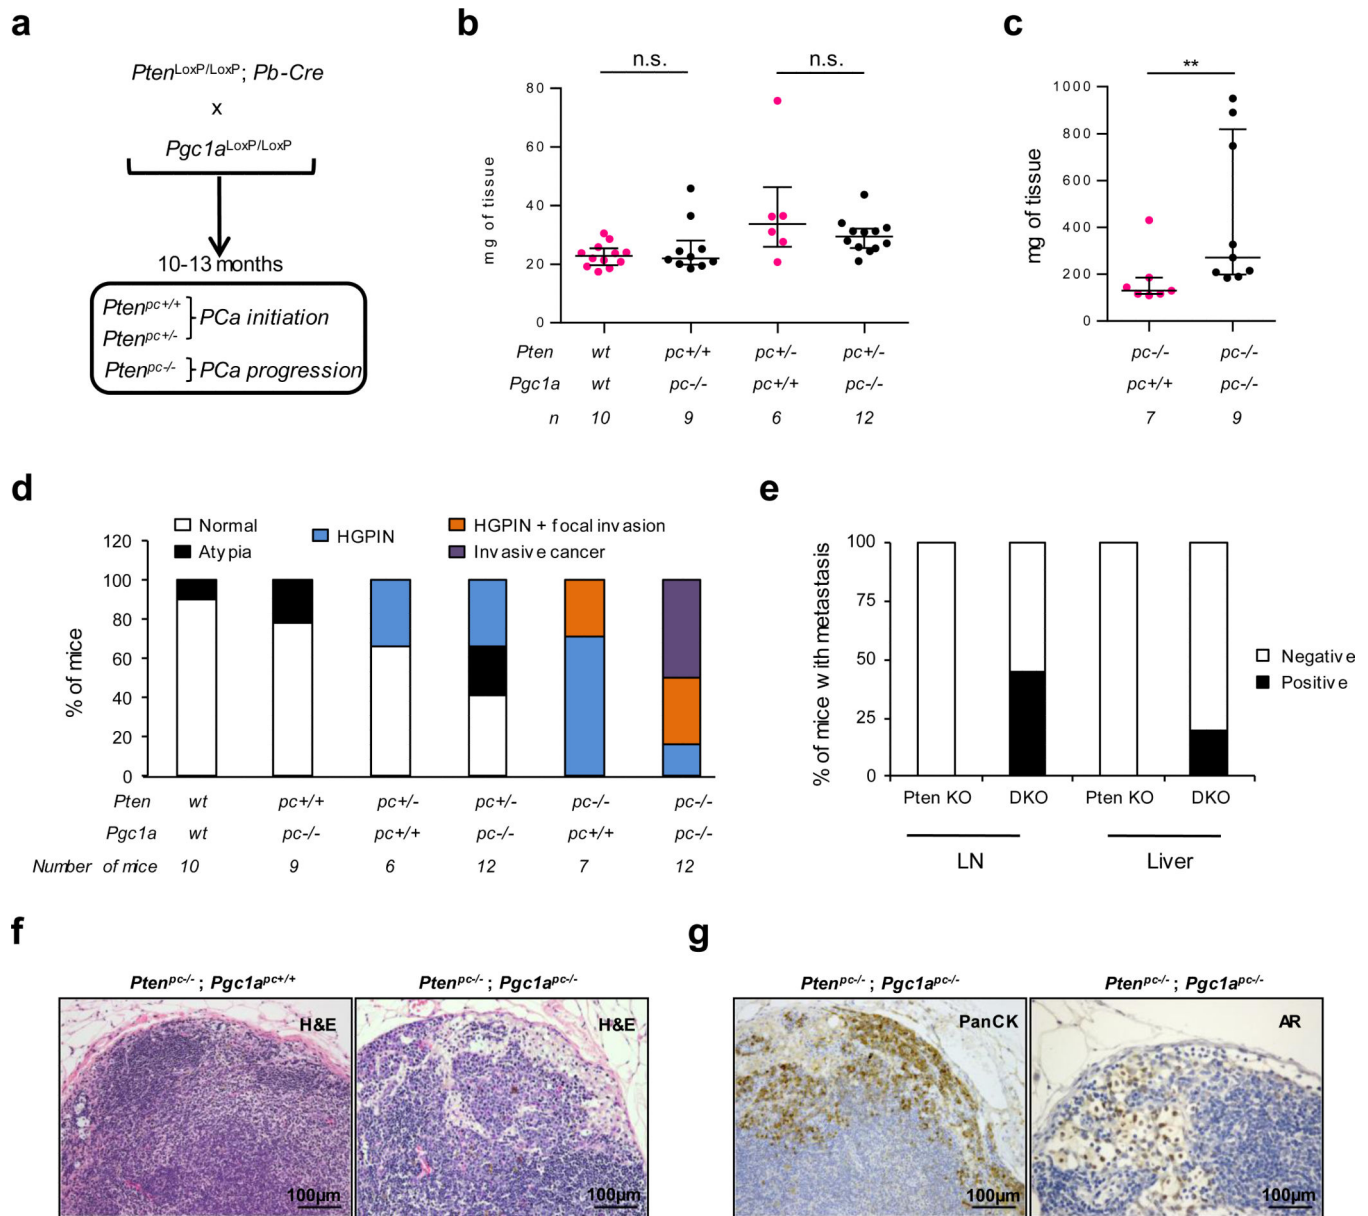 a
Pten^LoxP/LoxP; Pb-Cre
x
Pgc1a^LoxP/LoxP
10-13 months
Pten^pc+/+
Pten^pc+/-
PCa initiation
Pten^pc-/-
PCa progression
b
n.s. n.s.
mg of tissue
80
60
40
20
0
Pten wt pc+/+ pc+/- pc+/-
Pgc1a wt pc-/- pc+/+ pc-/-
n 10 9 6 12
c
**
mg of tissue
1000
800
600
400
200
0
pc-/- pc-/-
pc+/+ pc-/-
7 9
d
Normal
Atypia
HGPIN
HGPIN + focal invasion
Invasive cancer
% of mice
120
100
80
60
40
20
0
Pten wt pc+/+ pc+/- pc+/- pc-/- pc-/-
Pgc1a wt pc-/- pc+/+ pc-/- pc+/+ pc-/-
Number of mice 10 9 6 12 7 12
e
% of mice with metastasis
100
75
50
25
0
Negative
Positive
Pten KO DKO Pten KO DKO
LN Liver
f
Pten^pc-/-; Pgc1a^pc+/+ Pten^pc-/-; Pgc1a^pc-/-
H&E H&E
100µm 100µm
g
Pten^pc-/-; Pgc1a^pc-/- Pten^pc-/-; Pgc1a^pc-/-
PanCK AR
100µm 100µm